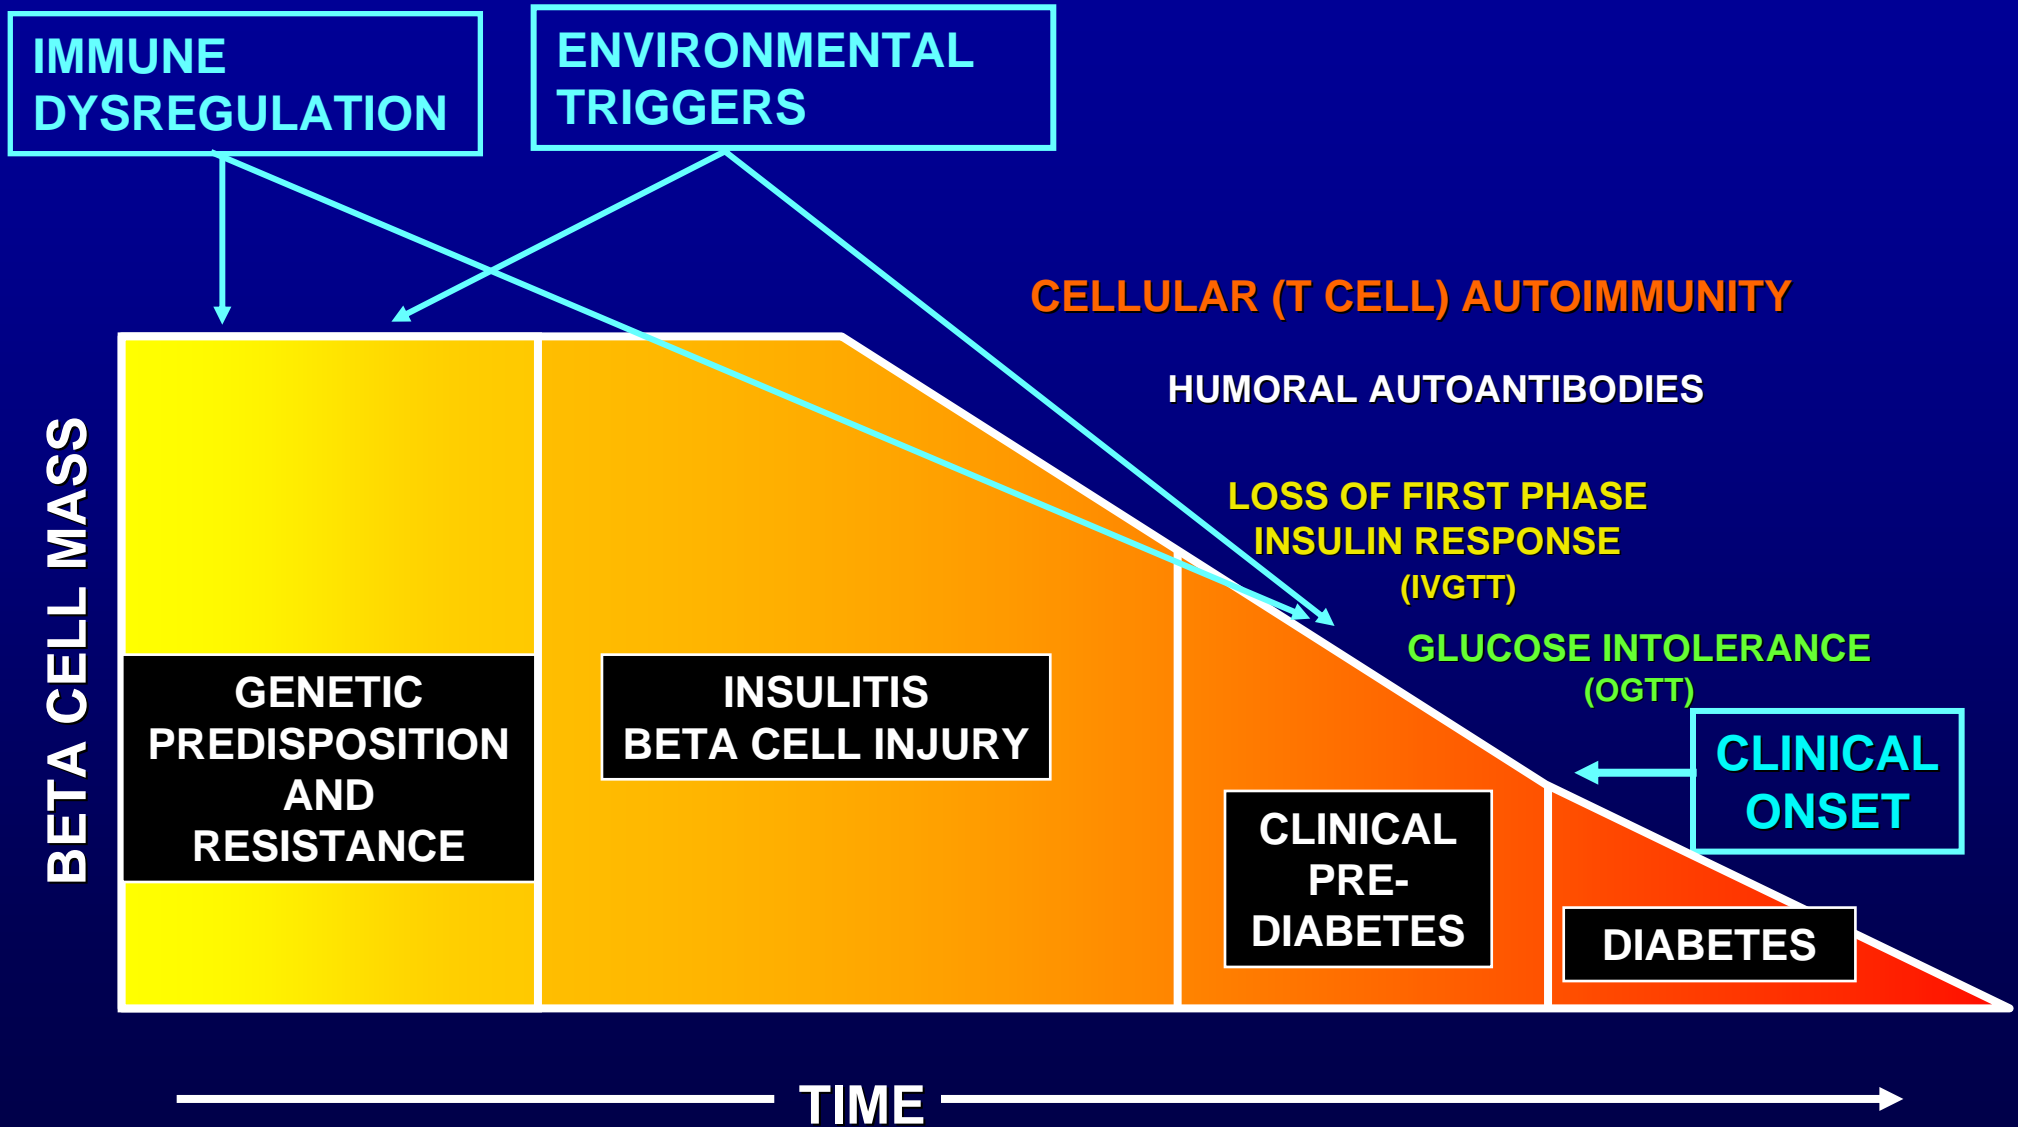 IMMUNE
DYSREGULATION
ENVIRONMENTAL
TRIGGERS
CELLULAR (T CELL) AUTOIMMUNITY
HUMORAL AUTOANTIBODIES
LOSS OF FIRST PHASE
INSULIN RESPONSE
(IVGTT)
GLUCOSE INTOLERANCE
(OGTT)
CLINICAL
ONSET
BETA CELL MASS
GENETIC
PREDISPOSITION
AND
RESISTANCE
INSULITIS
BETA CELL INJURY
CLINICAL
PRE-
DIABETES
DIABETES
TIME